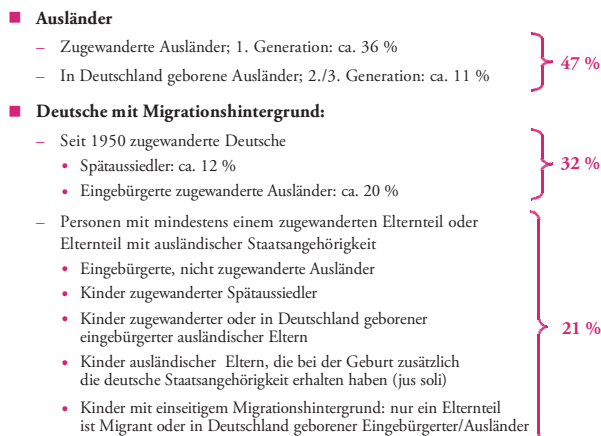 ■ Ausländer
– Zugewanderte Ausländer; 1. Generation: ca. 36 %
– In Deutschland geborene Ausländer; 2./3. Generation: ca. 11 %
47 %
■ Deutsche mit Migrationshintergrund:
– Seit 1950 zugewanderte Deutsche
• Spätaussiedler: ca. 12 %
• Eingebürgerte zugewanderte Ausländer: ca. 20 %
32 %
– Personen mit mindestens einem zugewanderten Elternteil oder
Elternteil mit ausländischer Staatsangehörigkeit
• Eingebürgerte, nicht zugewanderte Ausländer
• Kinder zugewanderter Spätaussiedler
• Kinder zugewanderter oder in Deutschland geborener
eingebürgerter ausländischer Eltern
• Kinder ausländischer Eltern, die bei der Geburt zusätzlich
die deutsche Staatsangehörigkeit erhalten haben (jus soli)
• Kinder mit einseitigem Migrationshintergrund: nur ein Elternteil
ist Migrant oder in Deutschland geborener Eingebürgerter/Ausländer
21 %